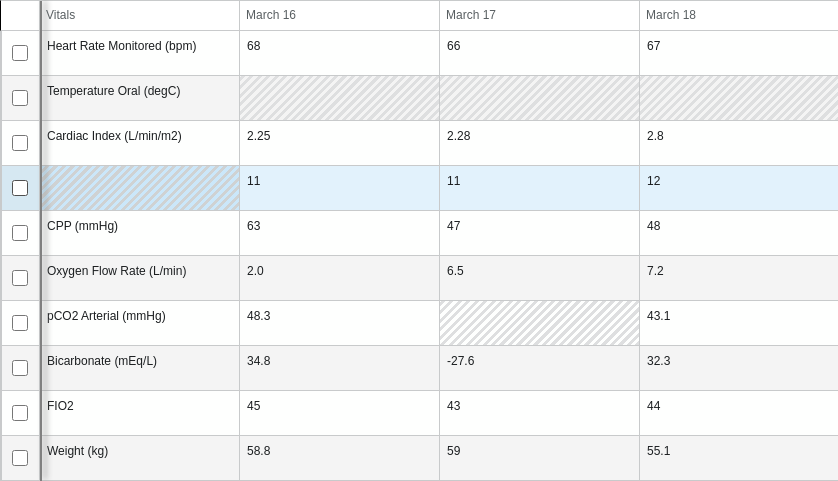 Vitals March 16 March 17 March 18
Heart Rate Monitored (bpm) 68 66 67
Temperature Oral (degC)
Cardiac Index (L/min/m2) 2.25 2.28 2.8
11 11 12
CPP (mmHg) 63 47 48
Oxygen Flow Rate (L/min) 2.0 6.5 7.2
pCO2 Arterial (mmHg) 48.3 43.1
Bicarbonate (mEq/L) 34.8 -27.6 32.3
FIO2 45 43 44
Weight (kg) 58.8 59 55.1